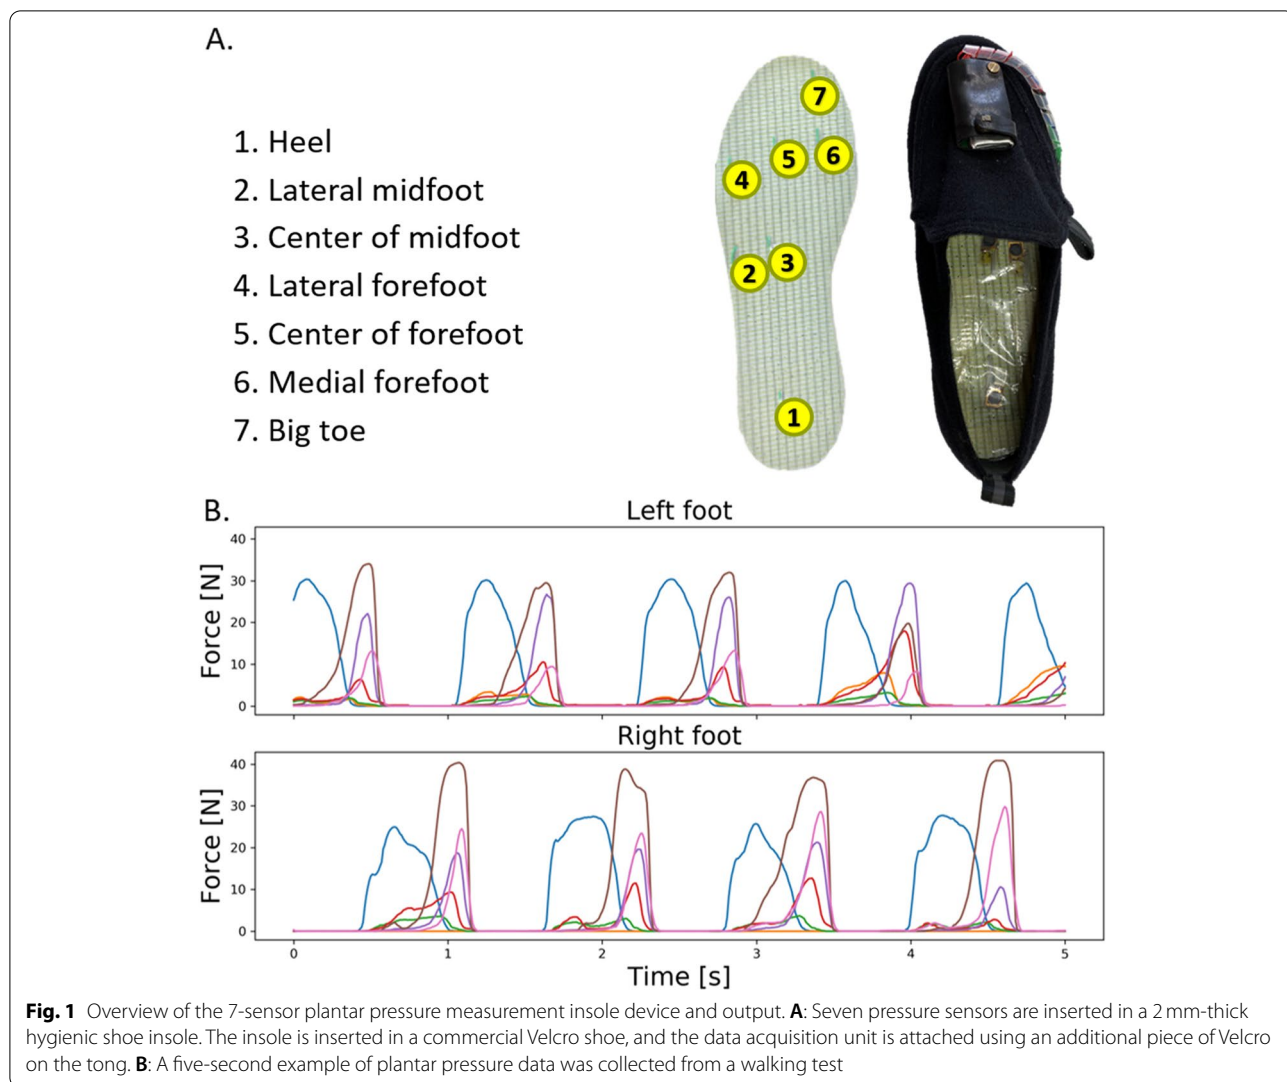 A.
1. Heel
2. Lateral midfoot
3. Center of midfoot
4. Lateral forefoot
5. Center of forefoot
6. Medial forefoot
7. Big toe
7
5
6
4
3
2
1
B.
Left foot
Force [N]
40
30
20
10
0
Right foot
Force [N]
40
30
20
10
0
0 1 2 3 4 5
Time [s]
Fig. 1 Overview of the 7-sensor plantar pressure measurement insole device and output. A: Seven pressure sensors are inserted in a 2 mm-thick
hygienic shoe insole. The insole is inserted in a commercial Velcro shoe, and the data acquisition unit is attached using an additional piece of Velcro
on the tong. B: A five-second example of plantar pressure data was collected from a walking test